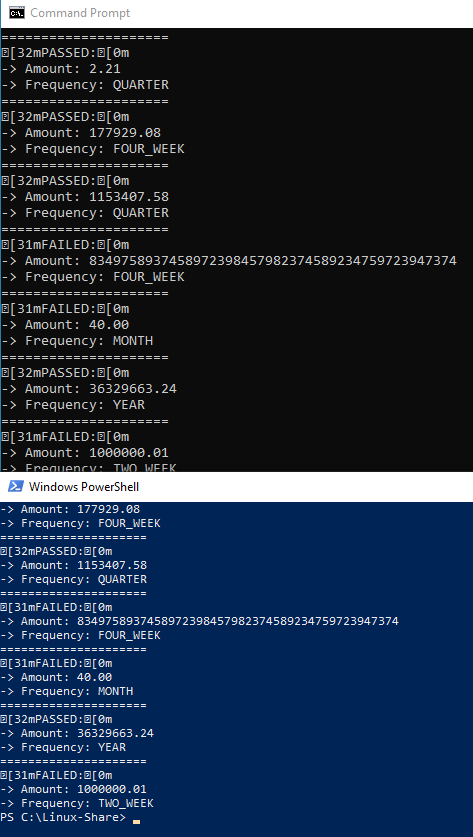 Command Prompt
=====================
[32mPASSED:[0m
-> Amount: 2.21
-> Frequency: QUARTER
=====================
[32mPASSED:[0m
-> Amount: 177929.08
-> Frequency: FOUR_WEEK
=====================
[32mPASSED:[0m
-> Amount: 1153407.58
-> Frequency: QUARTER
=====================
[31mFAILED:[0m
-> Amount: 8349758937458972398457982374589234759723947374
-> Frequency: FOUR_WEEK
=====================
[31mFAILED:[0m
-> Amount: 40.00
-> Frequency: MONTH
=====================
[32mPASSED:[0m
-> Amount: 36329663.24
-> Frequency: YEAR
=====================
[31mFAILED:[0m
-> Amount: 1000000.01
-> Frequency: TWO_WEEK
Windows PowerShell
-> Amount: 177929.08
-> Frequency: FOUR_WEEK
=====================
[32mPASSED:[0m
-> Amount: 1153407.58
-> Frequency: QUARTER
=====================
[31mFAILED:[0m
-> Amount: 8349758937458972398457982374589234759723947374
-> Frequency: FOUR_WEEK
=====================
[31mFAILED:[0m
-> Amount: 40.00
-> Frequency: MONTH
=====================
[32mPASSED:[0m
-> Amount: 36329663.24
-> Frequency: YEAR
=====================
[31mFAILED:[0m
-> Amount: 1000000.01
-> Frequency: TWO_WEEK
PS C:\Linux-Share>